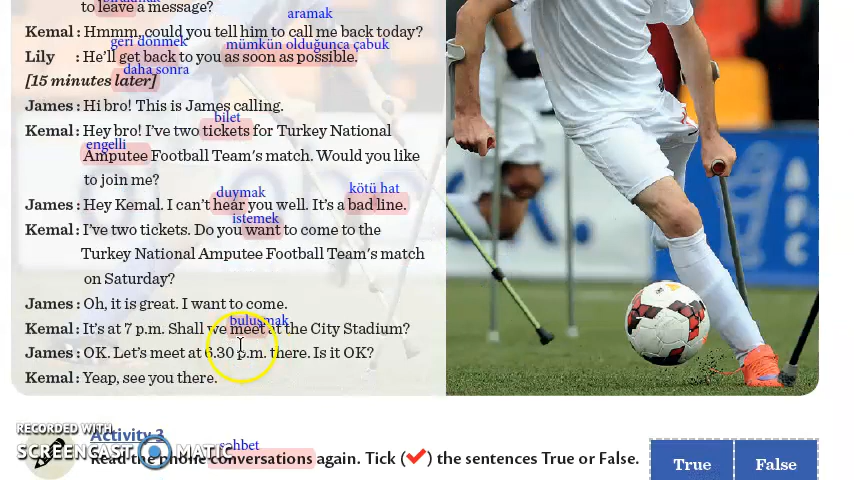 to leave a message?
aramak
Kemal : Hmmm, could you tell him to call me back today?
geri dönmek mümkün olduğunca çabuk
Lily : He'll get back to you as soon as possible.
daha sonra
[15 minutes later]
James : Hi bro! This is James calling.
bilet
Kemal : Hey bro! I've two tickets for Turkey National
engelli
Amputee Football Team's match. Would you like
to join me?
duymak kötü hat
James : Hey Kemal. I can't hear you well. It's a bad line.
istemek
Kemal : I've two tickets. Do you want to come to the
Turkey National Amputee Football Team's match
on Saturday?
James : Oh, it is great. I want to come.
buluşmak
Kemal : It's at 7 p.m. Shall we meet at the City Stadium?
James : OK. Let's meet at 6.30 p.m. there. Is it OK?
Kemal : Yeap, see you there.
Activity 3
RECORDED WITH
SCREENCAST MATIC
sohbet
Read the phone conversations again. Tick (✔) the sentences True or False.
True False